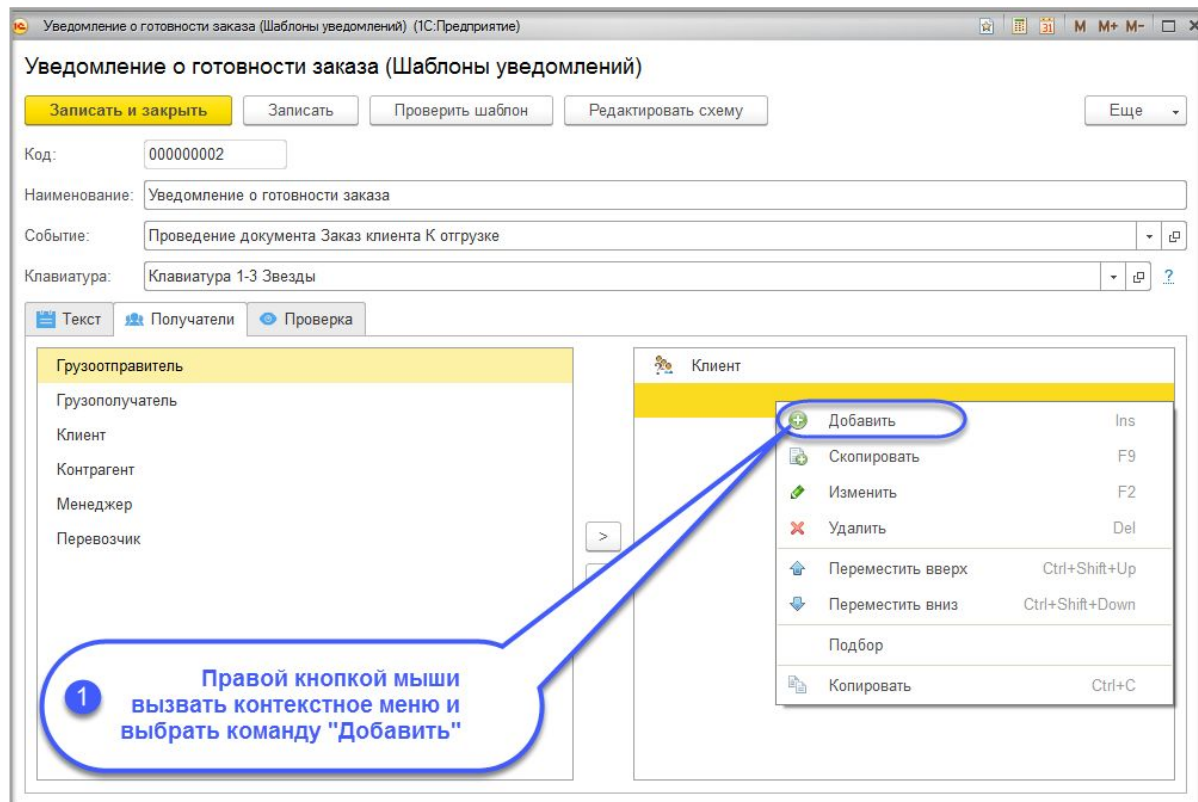 Уведомление о готовности заказа (Шаблоны уведомлений) (1С:Предприятие)
31 M M+ M-
Уведомление о готовности заказа (Шаблоны уведомлений)
Записать и закрыть Записать Проверить шаблон Редактировать схему Еще
Код: 000000002
Наименование: Уведомление о готовности заказа
Событие: Проведение документа Заказ клиента К отгрузке
Клавиатура: Клавиатура 1-3 Звезды ?
Текст Получатели Проверка
Грузоотправитель
Грузополучатель
Клиент
Контрагент
Менеджер
Перевозчик
>
Клиент
Добавить Ins
Скопировать F9
Изменить F2
Удалить Del
Переместить вверх Ctrl+Shift+Up
Переместить вниз Ctrl+Shift+Down
Подбор
Копировать Ctrl+C
1
Правой кнопкой мыши
вызвать контекстное меню и
выбрать команду "Добавить"